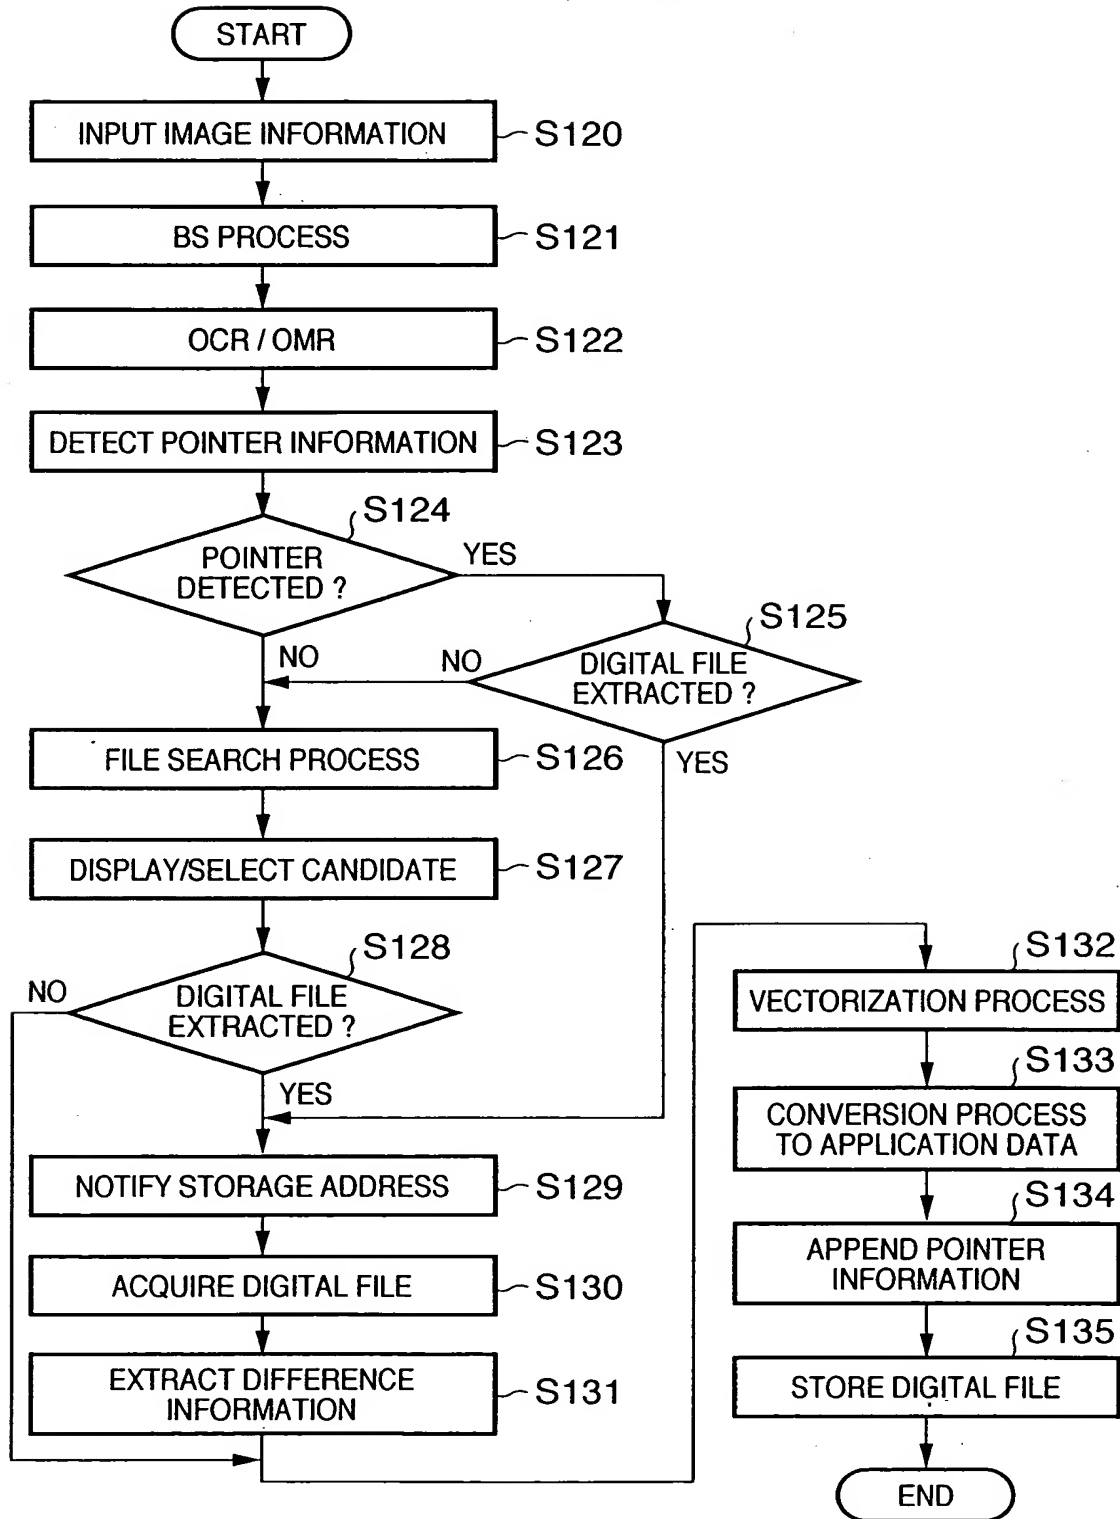 START
INPUT IMAGE INFORMATION
S120
BS PROCESS
S121
OCR / OMR
S122
DETECT POINTER INFORMATION
S123
S124
POINTER
DETECTED ?
YES
NO
S125
DIGITAL FILE
EXTRACTED ?
NO
YES
FILE SEARCH PROCESS
S126
DISPLAY/SELECT CANDIDATE
S127
S128
DIGITAL FILE
EXTRACTED ?
NO
YES
NOTIFY STORAGE ADDRESS
S129
ACQUIRE DIGITAL FILE
S130
EXTRACT DIFFERENCE
INFORMATION
S131
S132
VECTORIZATION PROCESS
S133
CONVERSION PROCESS
TO APPLICATION DATA
S134
APPEND POINTER
INFORMATION
S135
STORE DIGITAL FILE
END